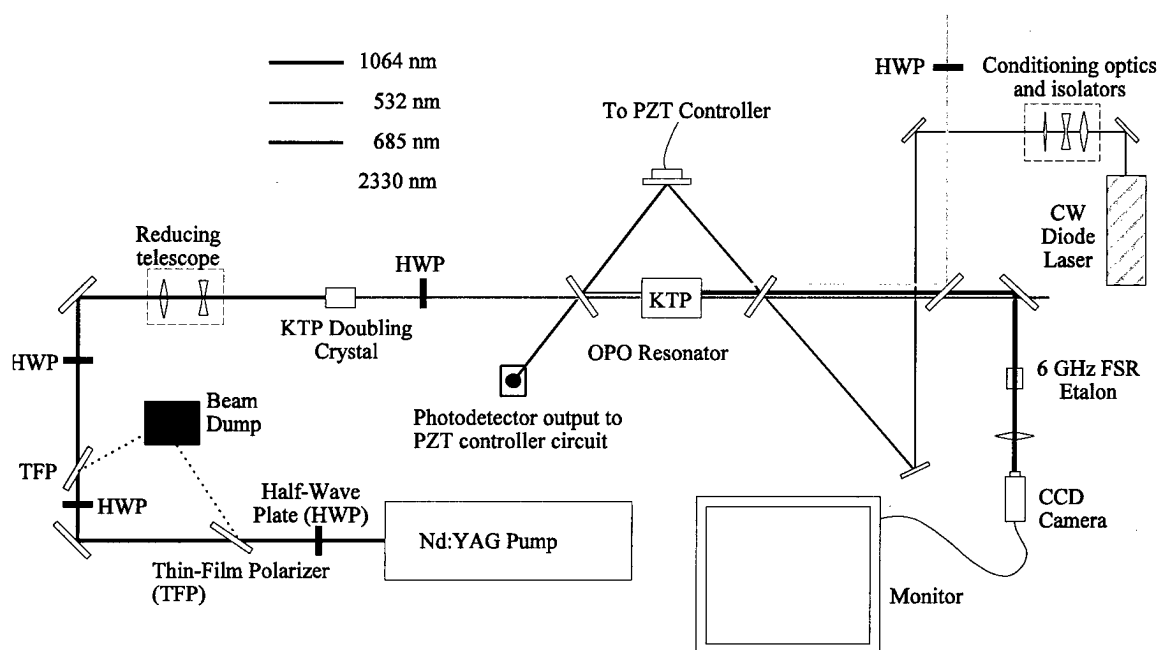 1064 nm
532 nm
685 nm
2330 nm
To PZT Controller
HWP
Conditioning optics
and isolators
CW
Diode
Laser
Reducing
telescope
HWP
KTP
KTP Doubling
Crystal
OPO Resonator
HWP
6 GHz FSR
Etalon
Beam
Dump
Photodetector output to
PZT controller circuit
TFP
HWP
Half-Wave
Plate (HWP)
CCD
Camera
Nd:YAG Pump
Thin-Film Polarizer
(TFP)
Monitor